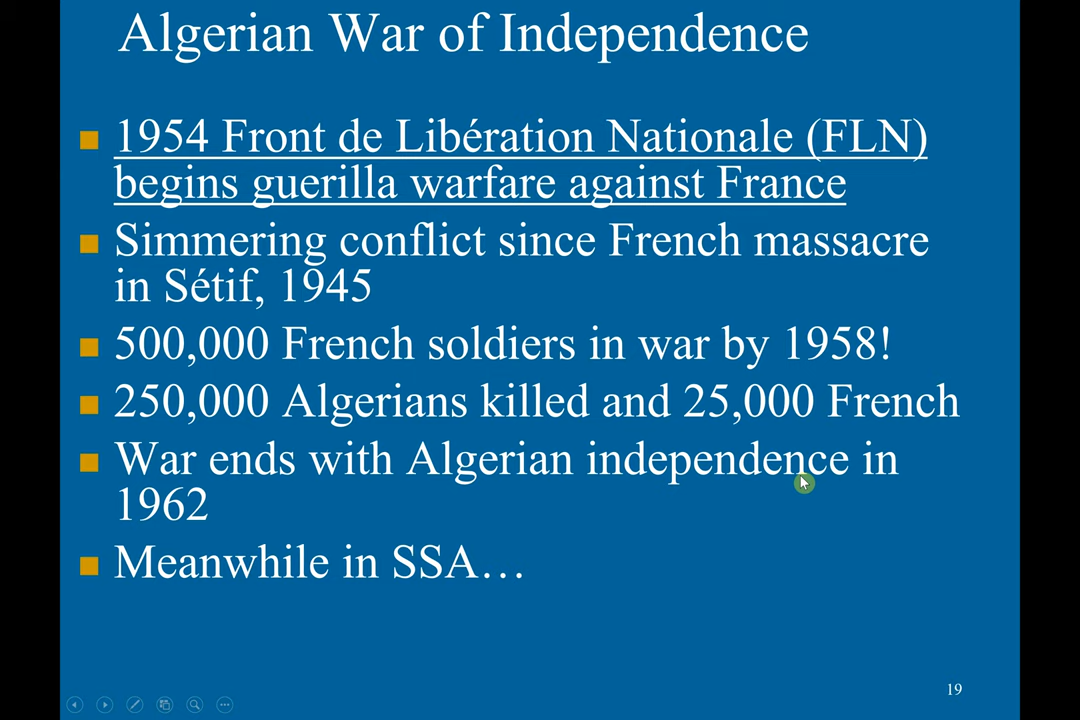 Algerian War of Independence
1954 Front de Libération Nationale (FLN)
begins guerilla warfare against France
Simmering conflict since French massacre
in Sétif, 1945
500,000 French soldiers in war by 1958!
250,000 Algerians killed and 25,000 French
War ends with Algerian independence in
1962
Meanwhile in SSA…
19